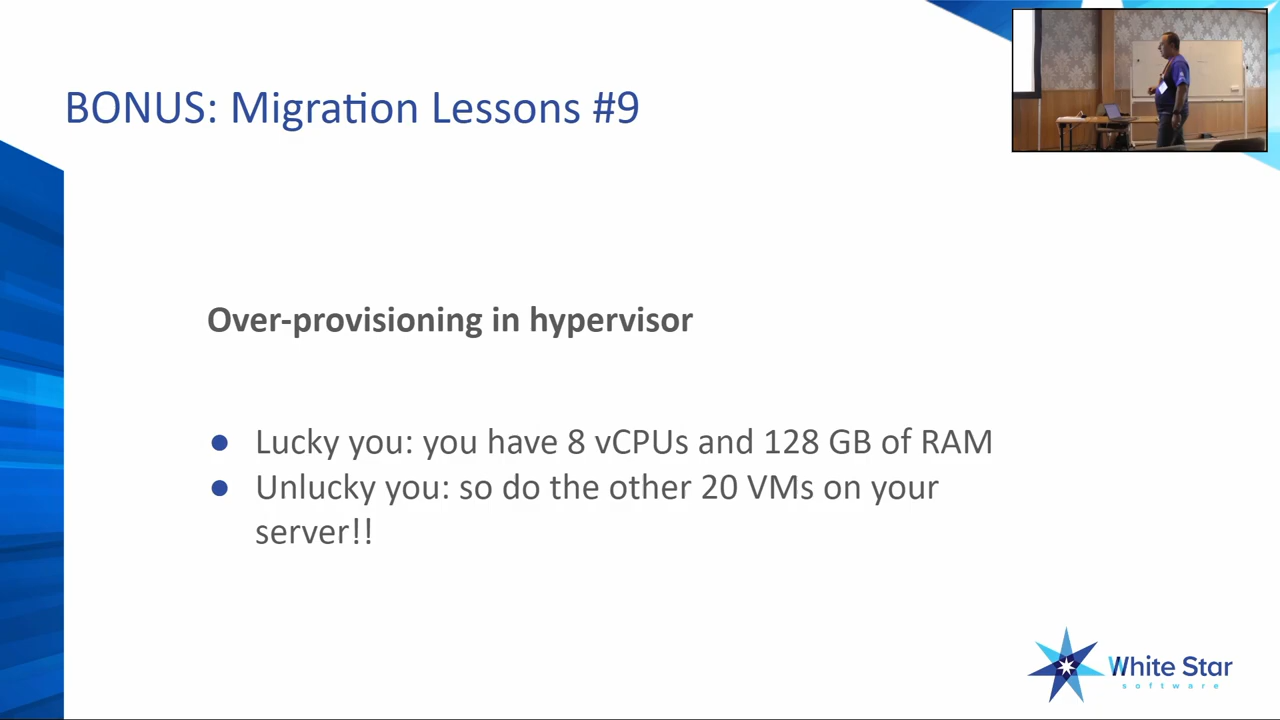 BONUS: Migration Lessons #9
Over-provisioning in hypervisor
● Lucky you: you have 8 vCPUs and 128 GB of RAM
● Unlucky you: so do the other 20 VMs on your
server!!
White Star
software